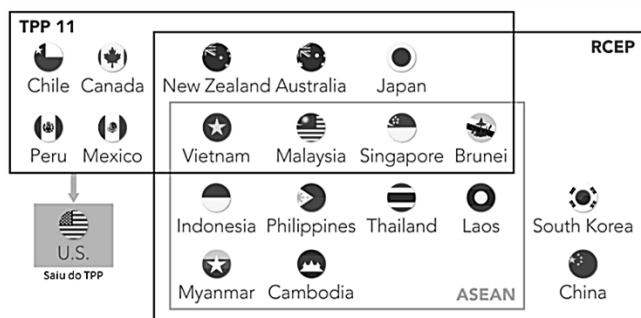 TPP 11
RCEP
Chile Canada New Zealand Australia Japan
Peru Mexico Vietnam Malaysia Singapore Brunei
Indonesia Philippines Thailand Laos South Korea
U.S.
Saiu do TPP
Myanmar Cambodia ASEAN China